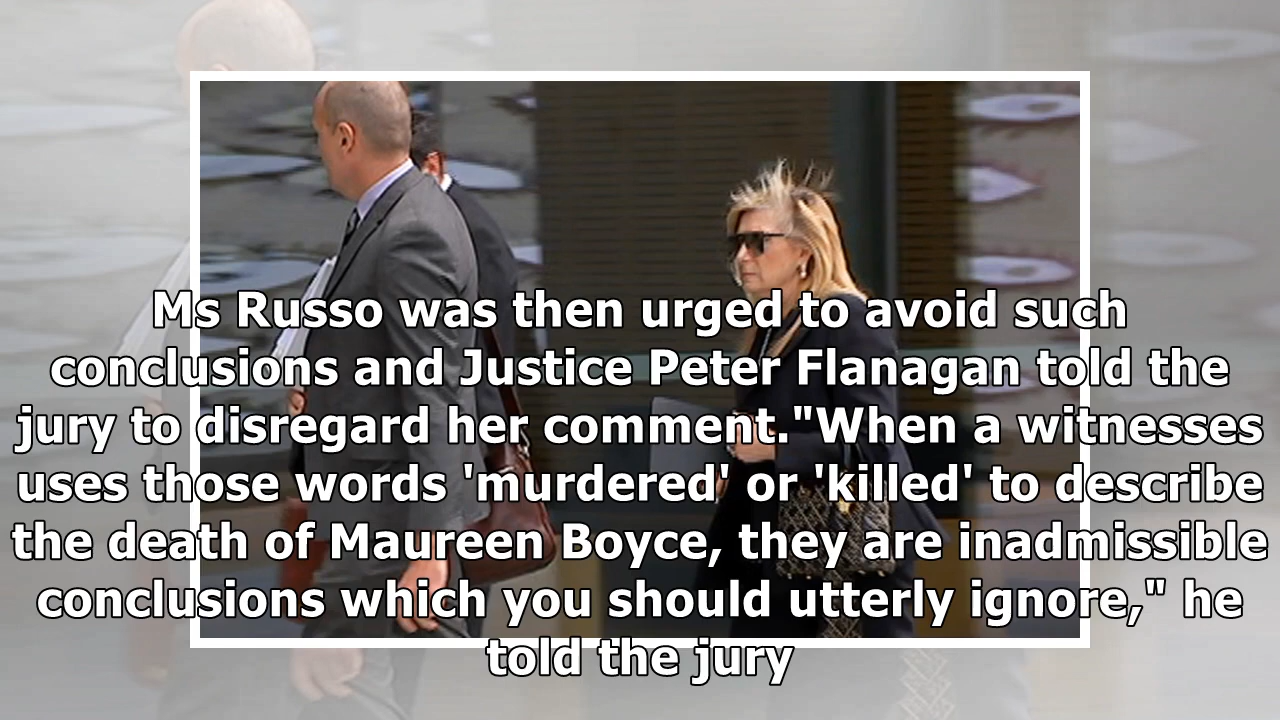 Ms Russo was then urged to avoid such
conclusions and Justice Peter Flanagan told the
jury to disregard her comment."When a witnesses
uses those words 'murdered' or 'killed' to describe
the death of Maureen Boyce, they are inadmissible
conclusions which you should utterly ignore," he
told the jury